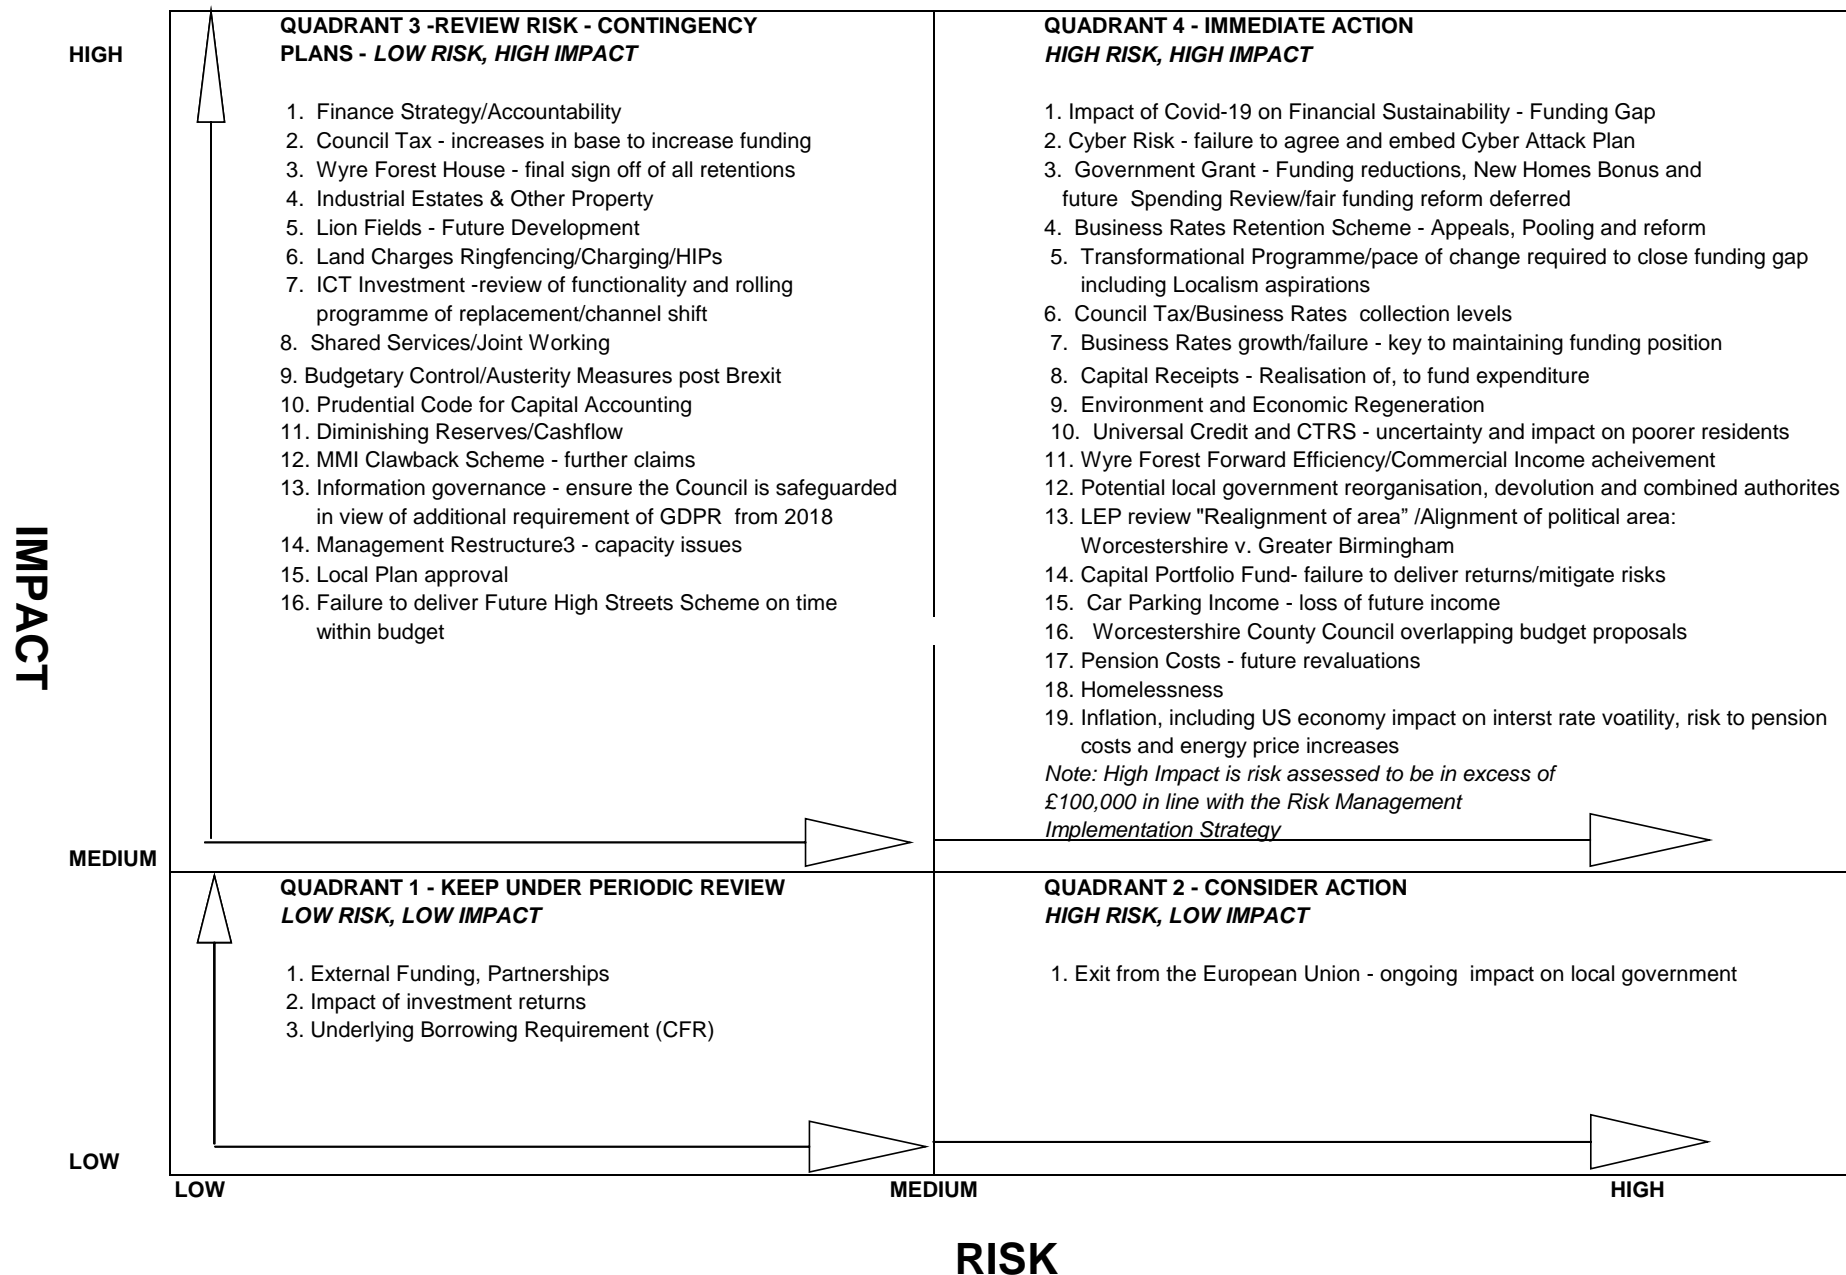 HIGH
QUADRANT 3 -REVIEW RISK - CONTINGENCY
PLANS - LOW RISK, HIGH IMPACT
1. Finance Strategy/Accountability
2. Council Tax - increases in base to increase funding
3. Wyre Forest House - final sign off of all retentions
4. Industrial Estates & Other Property
5. Lion Fields - Future Development
6. Land Charges Ringfencing/Charging/HIPs
7. ICT Investment -review of functionality and rolling
programme of replacement/channel shift
8. Shared Services/Joint Working
9. Budgetary Control/Austerity Measures post Brexit
10. Prudential Code for Capital Accounting
11. Diminishing Reserves/Cashflow
12. MMI Clawback Scheme - further claims
13. Information governance - ensure the Council is safeguarded
in view of additional requirement of GDPR from 2018
14. Management Restructure3 - capacity issues
15. Local Plan approval
16. Failure to deliver Future High Streets Scheme on time
within budget
QUADRANT 4 - IMMEDIATE ACTION
HIGH RISK, HIGH IMPACT
1. Impact of Covid-19 on Financial Sustainability - Funding Gap
2. Cyber Risk - failure to agree and embed Cyber Attack Plan
3. Government Grant - Funding reductions, New Homes Bonus and
future Spending Review/fair funding reform deferred
4. Business Rates Retention Scheme - Appeals, Pooling and reform
5. Transformational Programme/pace of change required to close funding gap
including Localism aspirations
6. Council Tax/Business Rates collection levels
7. Business Rates growth/failure - key to maintaining funding position
8. Capital Receipts - Realisation of, to fund expenditure
9. Environment and Economic Regeneration
10. Universal Credit and CTRS - uncertainty and impact on poorer residents
11. Wyre Forest Forward Efficiency/Commercial Income acheivement
12. Potential local government reorganisation, devolution and combined authorites
13. LEP review "Realignment of area” /Alignment of political area:
Worcestershire v. Greater Birmingham
14. Capital Portfolio Fund- failure to deliver returns/mitigate risks
15. Car Parking Income - loss of future income
16. Worcestershire County Council overlapping budget proposals
17. Pension Costs - future revaluations
18. Homelessness
19. Inflation, including US economy impact on interst rate voatility, risk to pension
costs and energy price increases
Note: High Impact is risk assessed to be in excess of
£100,000 in line with the Risk Management
Implementation Strategy
IMPACT
MEDIUM
QUADRANT 1 - KEEP UNDER PERIODIC REVIEW
LOW RISK, LOW IMPACT
1. External Funding, Partnerships
2. Impact of investment returns
3. Underlying Borrowing Requirement (CFR)
QUADRANT 2 - CONSIDER ACTION
HIGH RISK, LOW IMPACT
1. Exit from the European Union - ongoing impact on local government
LOW
LOW
MEDIUM
HIGH
RISK